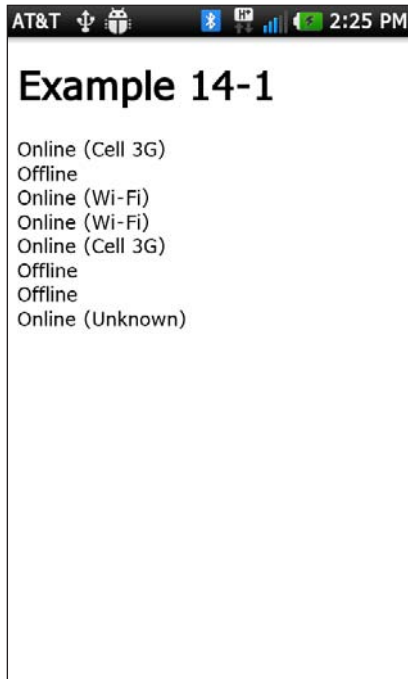 AT&T H+ 2:25 PM
Example 14-1
Online (Cell 3G)
Offline
Online (Wi-Fi)
Online (Wi-Fi)
Online (Cell 3G)
Offline
Offline
Online (Unknown)